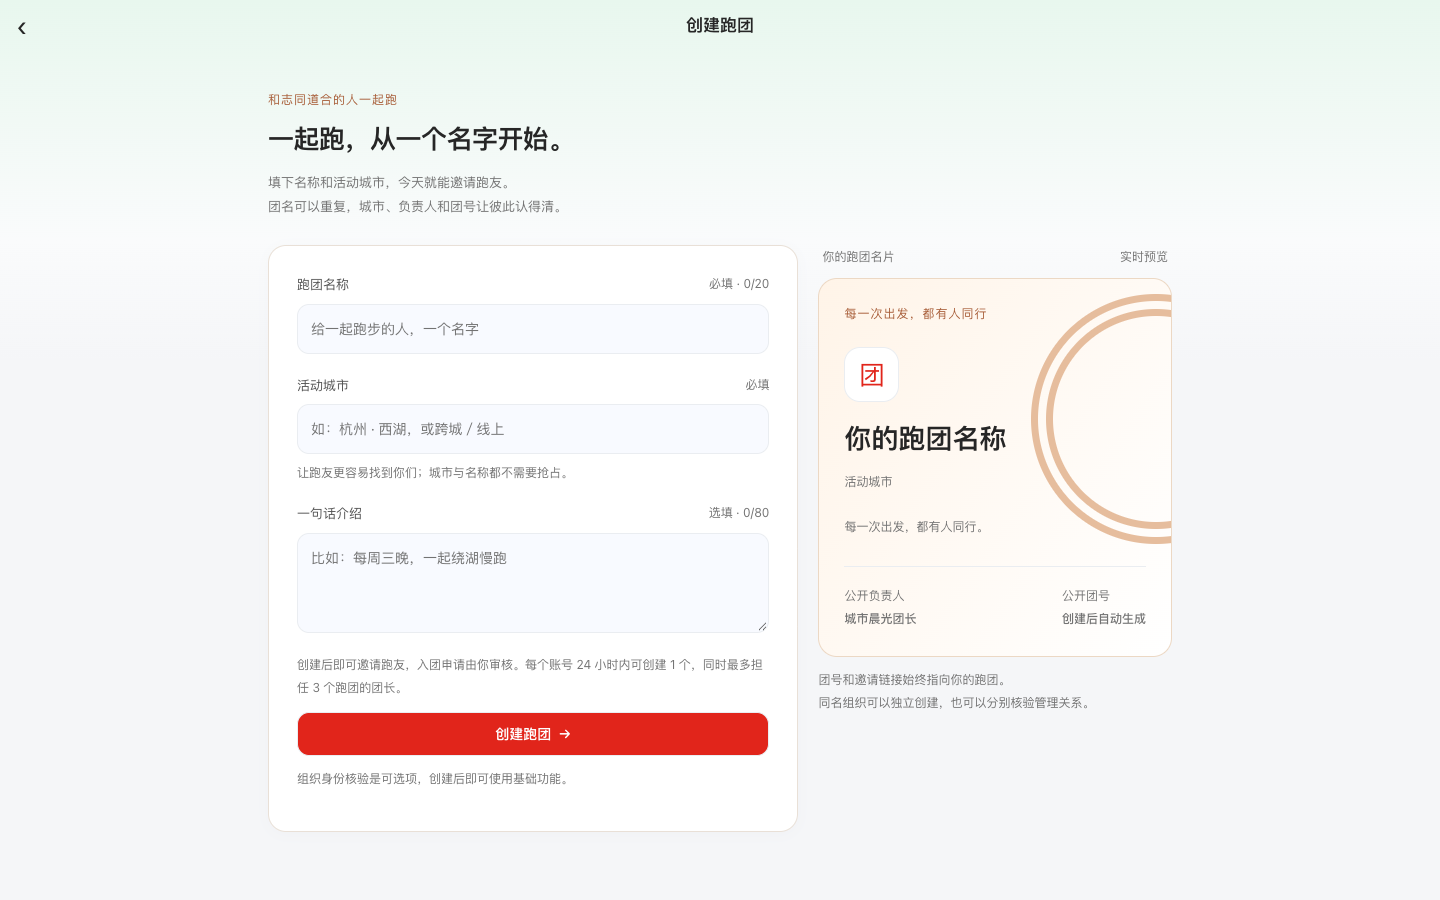 ‹
创建跑团
和志同道合的人一起跑
一起跑，从一个名字开始。
填下名称和活动城市，今天就能邀请跑友。
团名可以重复，城市、负责人和团号让彼此认得清。
跑团名称
必填 · 0/20
给一起跑步的人，一个名字
活动城市
必填
如：杭州 · 西湖，或跨城 / 线上
让跑友更容易找到你们；城市与名称都不需要抢占。
一句话介绍
选填 · 0/80
比如：每周三晚，一起绕湖慢跑
创建后即可邀请跑友，入团申请由你审核。每个账号 24 小时内可创建 1 个，同时最多担
任 3 个跑团的团长。
创建跑团 →
组织身份核验是可选项，创建后即可使用基础功能。
你的跑团名片
实时预览
每一次出发，都有人同行
团
你的跑团名称
活动城市
每一次出发，都有人同行。
公开负责人
城市晨光团长
公开团号
创建后自动生成
团号和邀请链接始终指向你的跑团。
同名组织可以独立创建，也可以分别核验管理关系。